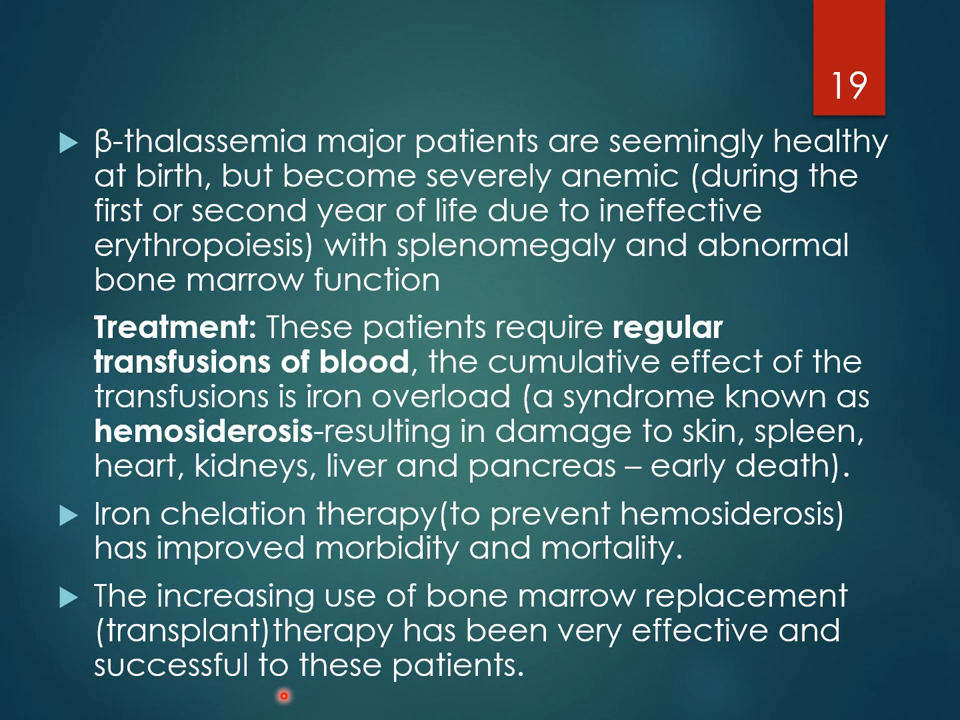 19
β-thalassemia major patients are seemingly healthy
at birth, but become severely anemic (during the
first or second year of life due to ineffective
erythropoiesis) with splenomegaly and abnormal
bone marrow function
Treatment: These patients require regular
transfusions of blood, the cumulative effect of the
transfusions is iron overload (a syndrome known as
hemosiderosis-resulting in damage to skin, spleen,
heart, kidneys, liver and pancreas – early death).
Iron chelation therapy(to prevent hemosiderosis)
has improved morbidity and mortality.
The increasing use of bone marrow replacement
(transplant)therapy has been very effective and
successful to these patients.